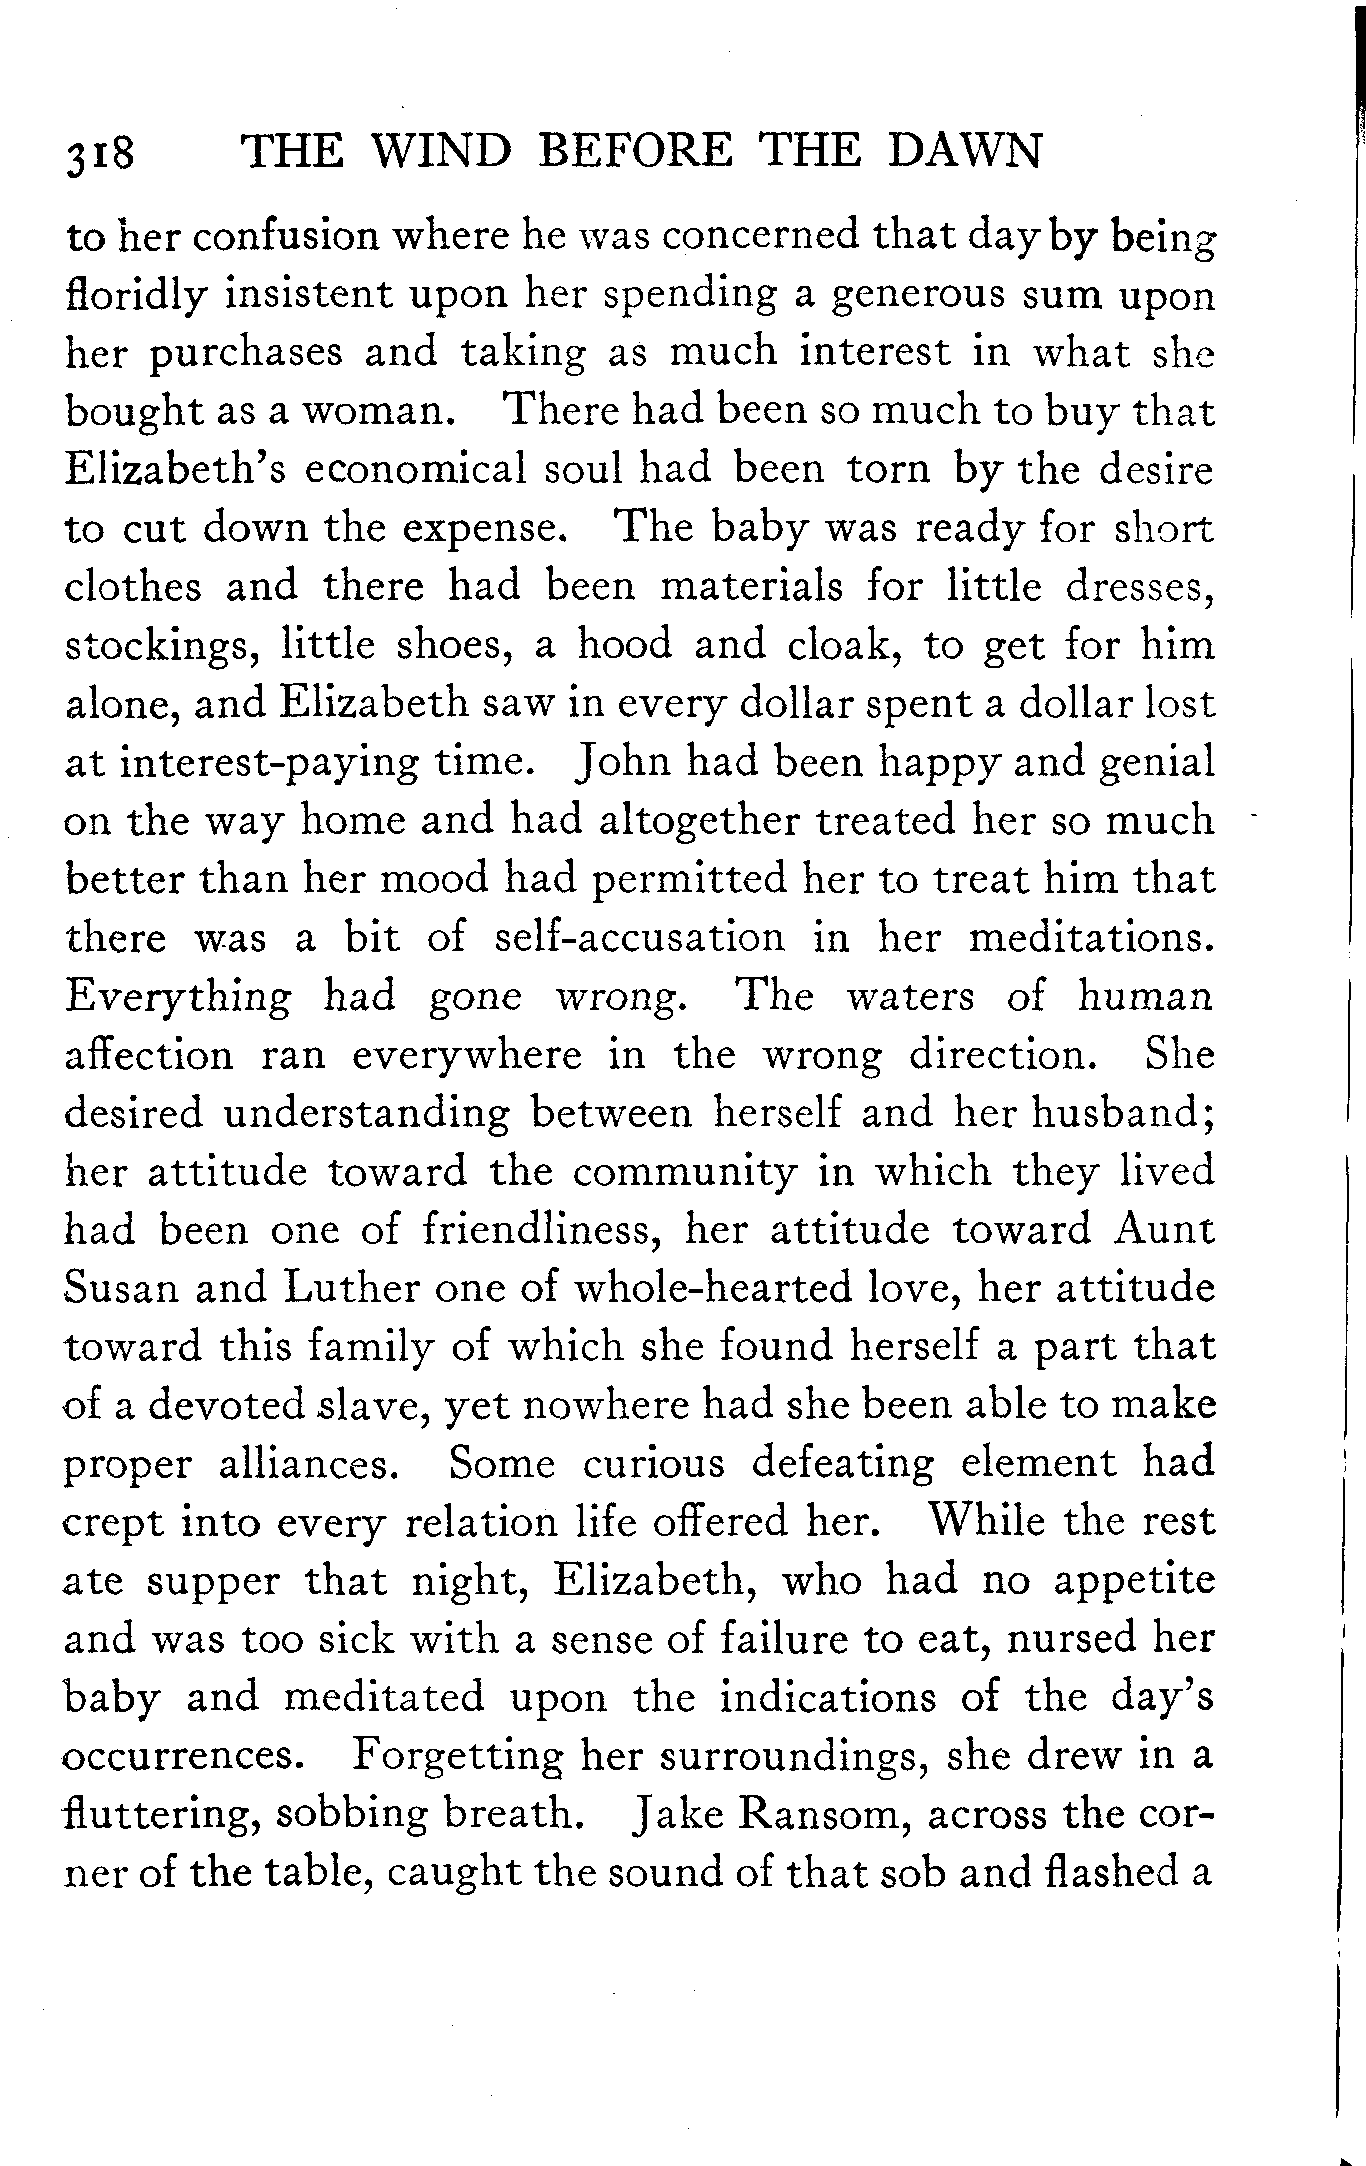 318 THE WIND BEFORE THE DAWN
to her confusion where he was concerned that day by being
floridly insistent upon her spending a generous sum upon
her purchases and taking as much interest in what she
bought as a woman. There had been so much to buy that
Elizabeth's economical soul had been torn by the desire
to cut down the expense. The baby was ready for short
clothes and there had been materials for little dresses,
stockings, little shoes, a hood and cloak, to get for him
alone, and Elizabeth saw in every dollar spent a dollar lost
at interest-paying time. John had been happy and genial
on the way home and had altogether treated her so much
better than her mood had permitted her to treat him that
there was a bit of self-accusation in her meditations.
Everything had gone wrong. The waters of human
affection ran everywhere in the wrong direction. She
desired understanding between herself and her husband;
her attitude toward the community in which they lived
had been one of friendliness, her attitude toward Aunt
Susan and Luther one of whole-hearted love, her attitude
toward this family of which she found herself a part that
of a devoted slave, yet nowhere had she been able to make
proper alliances. Some curious defeating element had
crept into every relation life offered her. While the rest
ate supper that night, Elizabeth, who had no appetite
and was too sick with a sense of failure to eat, nursed her
baby and meditated upon the indications of the day's
occurrences. Forgetting her surroundings, she drew in a
fluttering, sobbing breath. Jake Ransom, across the cor-
ner of the table, caught the sound of that sob and flashed a